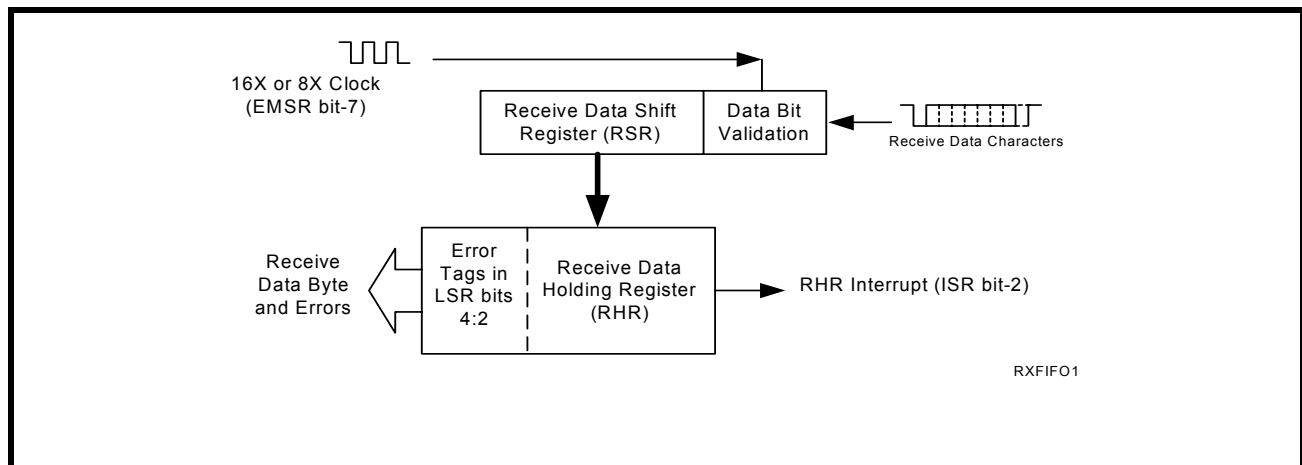 16X or 8X Clock
(EMSR bit-7)
Receive Data Shift
Register (RSR)
Data Bit
Validation
Receive Data Characters
Receive
Data Byte
and Errors
Error
Tags in
LSR bits
4:2
Receive Data
Holding Register
(RHR)
RHR Interrupt (ISR bit-2)
RXFIFO1